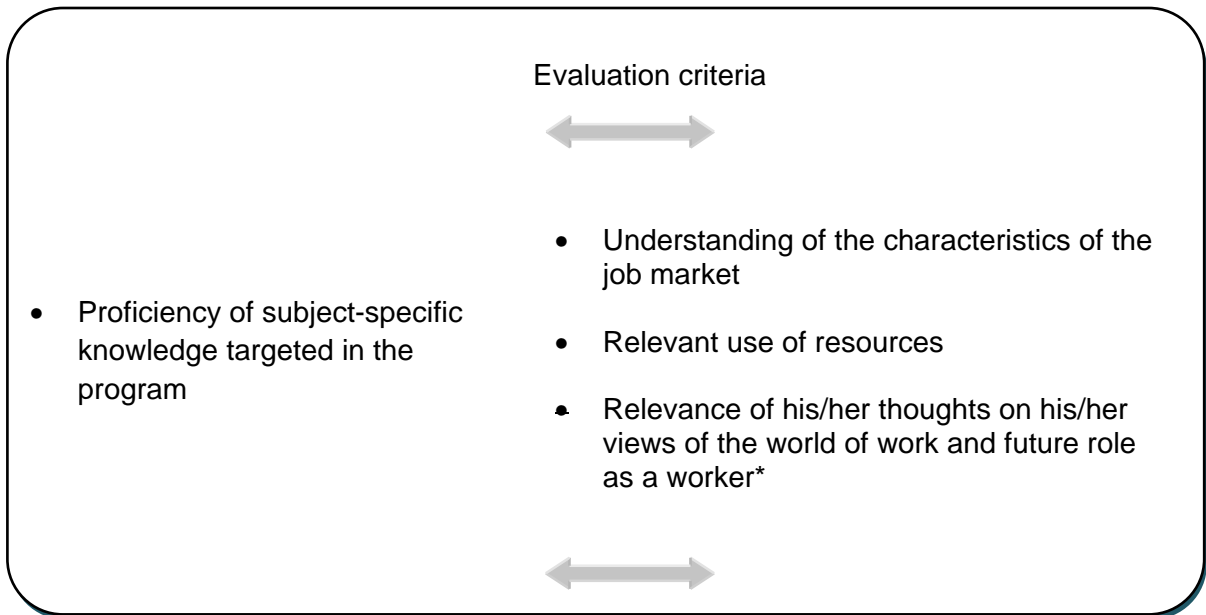 Evaluation criteria
• Proficiency of subject-specific
knowledge targeted in the
program
• Understanding of the characteristics of the
job market
• Relevant use of resources
• Relevance of his/her thoughts on his/her
views of the world of work and future role
as a worker*